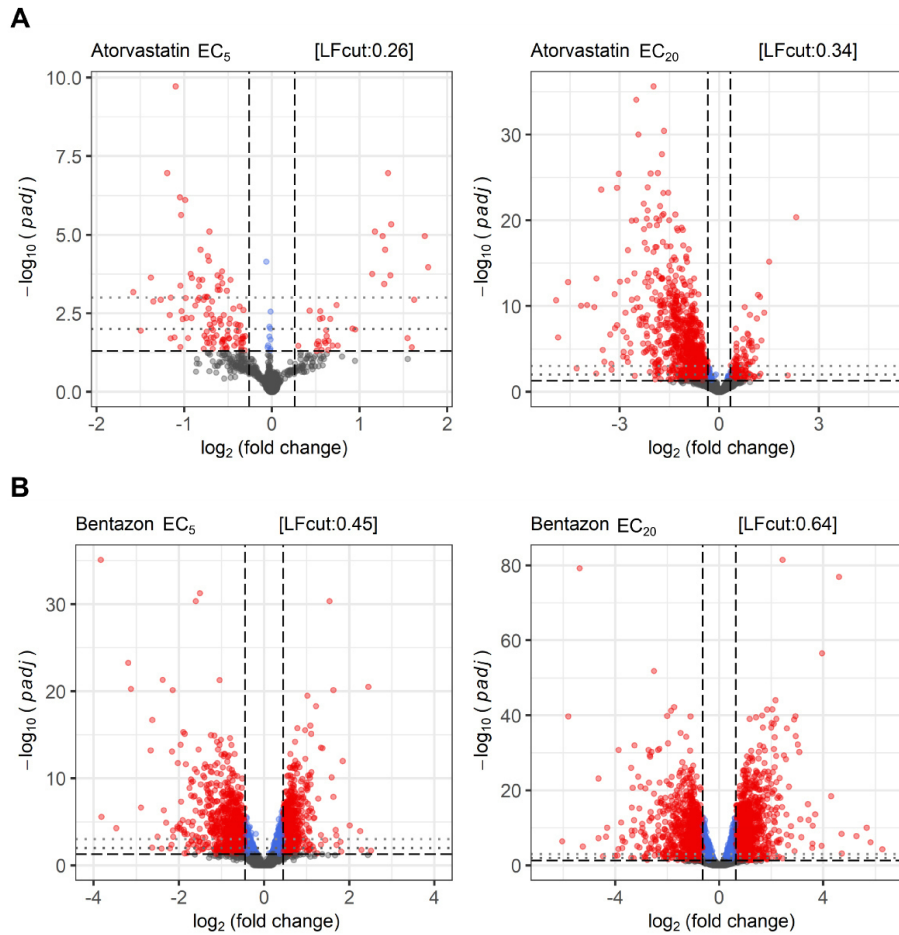 A
Atorvastatin EC₅ [LFcut:0.26]
Atorvastatin EC₂₀ [LFcut:0.34]
10.0
7.5
5.0
2.5
0.0
−log₁₀ ( padj )
-2 -1 0 1 2
log₂ (fold change)
30
20
10
0
−log₁₀ ( padj )
-3 0 3
log₂ (fold change)
B
Bentazon EC₅ [LFcut:0.45]
Bentazon EC₂₀ [LFcut:0.64]
30
20
10
0
−log₁₀ ( padj )
-4 -2 0 2 4
log₂ (fold change)
80
60
40
20
0
−log₁₀ ( padj )
-4 0 4
log₂ (fold change)